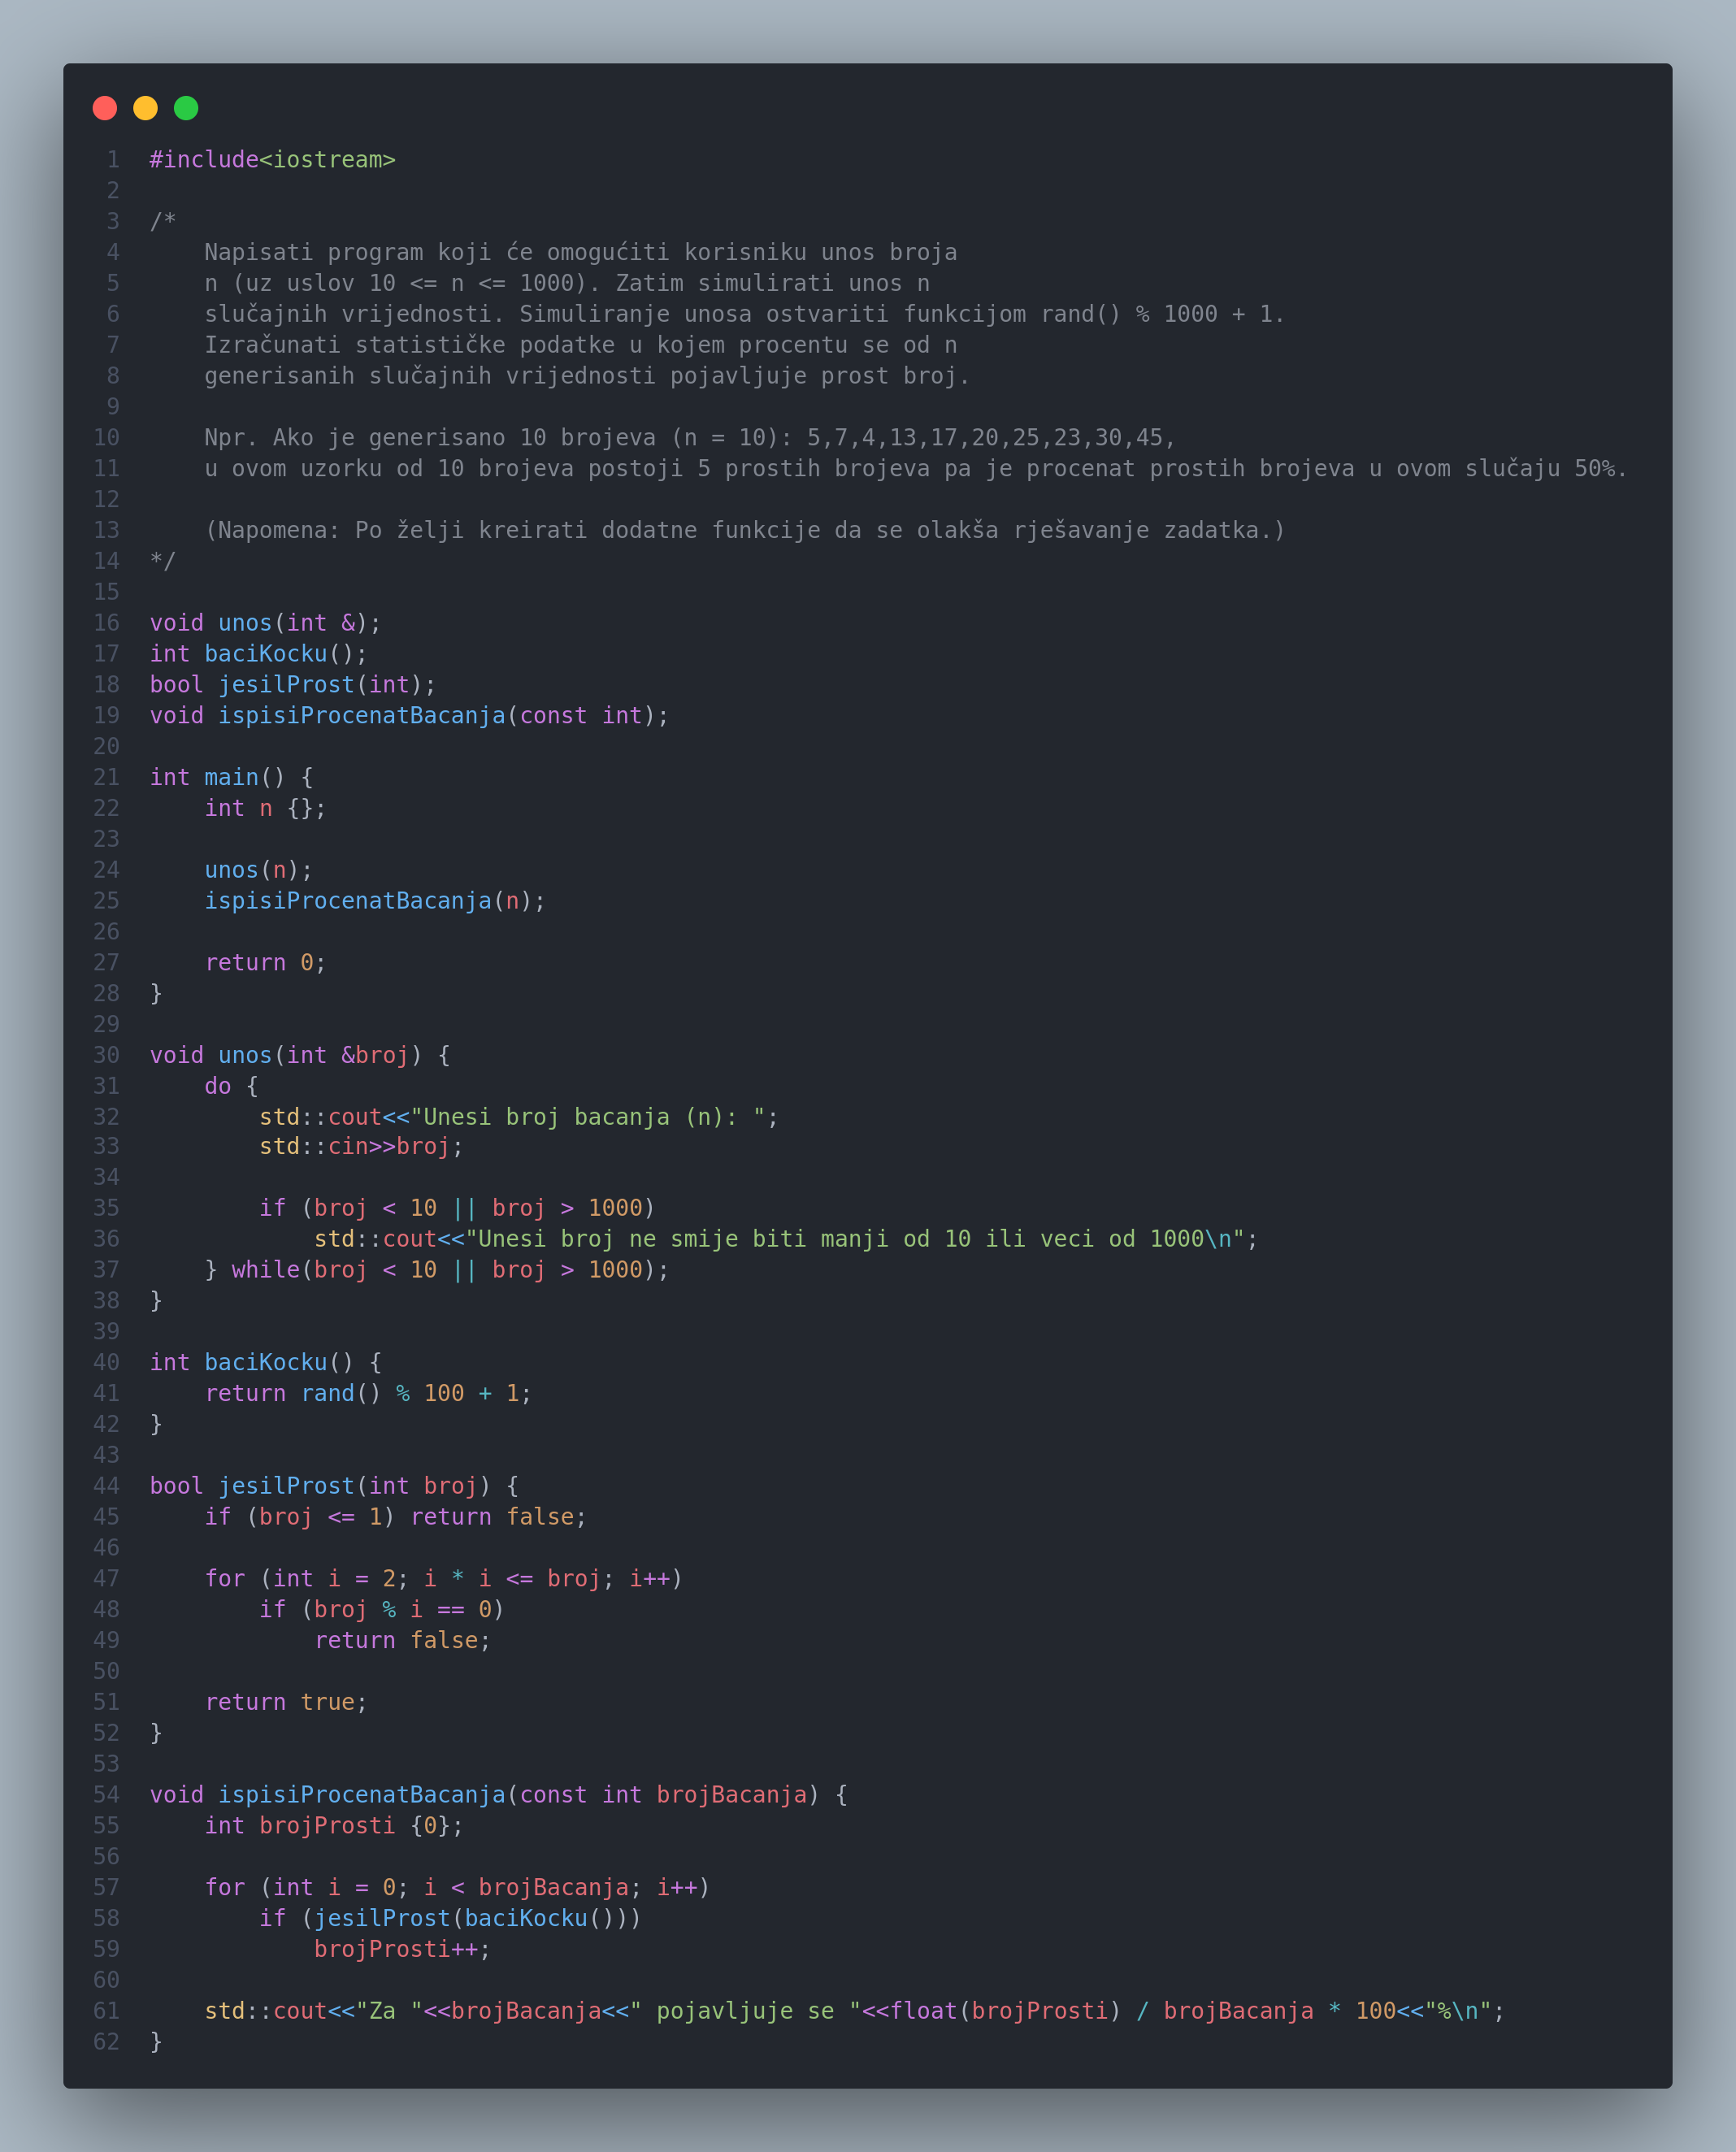 1 #include<iostream>
2
3 /*
4     Napisati program koji će omogućiti korisniku unos broja
5     n (uz uslov 10 <= n <= 1000). Zatim simulirati unos n
6     slučajnih vrijednosti. Simuliranje unosa ostvariti funkcijom rand() % 1000 + 1.
7     Izračunati statističke podatke u kojem procentu se od n
8     generisanih slučajnih vrijednosti pojavljuje prost broj.
9
10     Npr. Ako je generisano 10 brojeva (n = 10): 5,7,4,13,17,20,25,23,30,45,
11     u ovom uzorku od 10 brojeva postoji 5 prostih brojeva pa je procenat prostih brojeva u ovom slučaju 50%.
12
13     (Napomena: Po želji kreirati dodatne funkcije da se olakša rješavanje zadatka.)
14 */
15
16 void unos(int &);
17 int baciKocku();
18 bool jesilProst(int);
19 void ispisiProcenatBacanja(const int);
20
21 int main() {
22     int n {};
23
24     unos(n);
25     ispisiProcenatBacanja(n);
26
27     return 0;
28 }
29
30 void unos(int &broj) {
31     do {
32         std::cout<<"Unesi broj bacanja (n): ";
33         std::cin>>broj;
34
35         if (broj < 10 || broj > 1000)
36             std::cout<<"Unesi broj ne smije biti manji od 10 ili veci od 1000\n";
37     } while(broj < 10 || broj > 1000);
38 }
39
40 int baciKocku() {
41     return rand() % 100 + 1;
42 }
43
44 bool jesilProst(int broj) {
45     if (broj <= 1) return false;
46
47     for (int i = 2; i * i <= broj; i++)
48         if (broj % i == 0)
49             return false;
50
51     return true;
52 }
53
54 void ispisiProcenatBacanja(const int brojBacanja) {
55     int brojProsti {0};
56
57     for (int i = 0; i < brojBacanja; i++)
58         if (jesilProst(baciKocku()))
59             brojProsti++;
60
61     std::cout<<"Za "<<brojBacanja<<" pojavljuje se "<<float(brojProsti) / brojBacanja * 100<<"%\n";
62 }